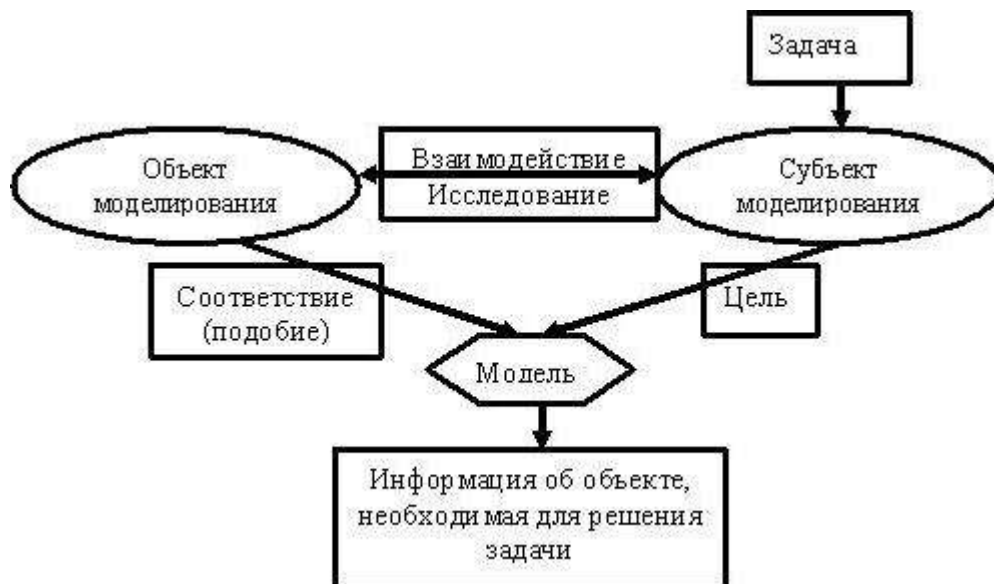 Задача
Взаимодействие
Исследование
Объект
моделирования
Субъект
моделирования
Соответствие
(подобие)
Цель
Модель
Информация об объекте,
необходимая для решения
задачи